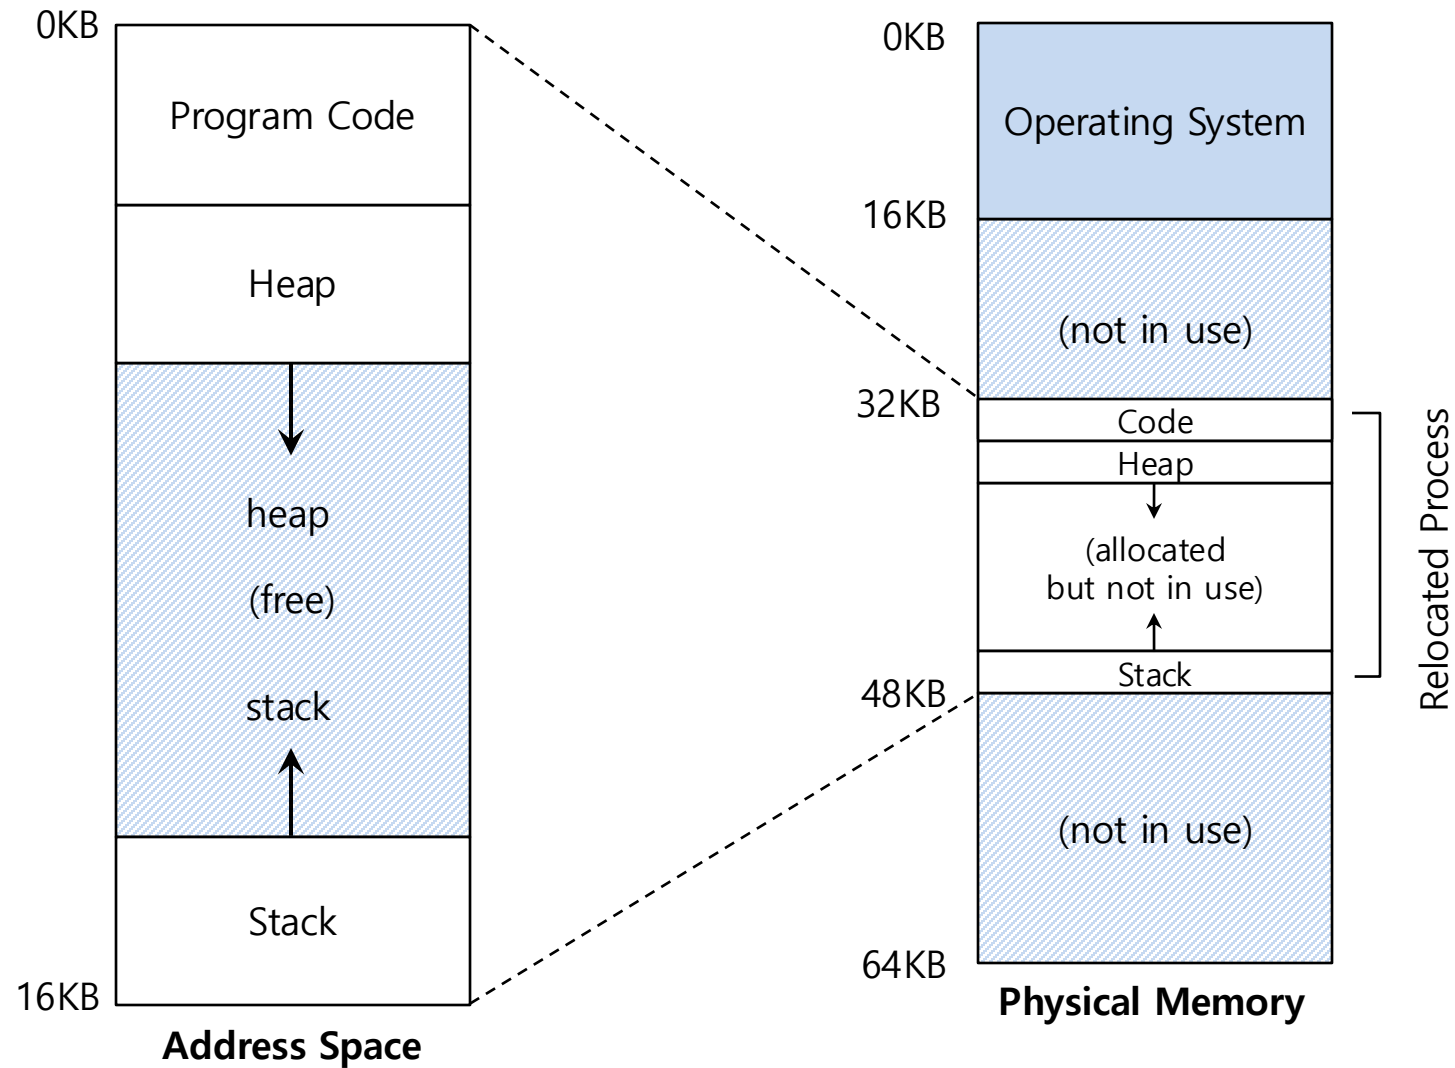 0KB
Program Code
Heap
heap
(free)
stack
Stack
16KB
Address Space
0KB
Operating System
16KB
(not in use)
32KB
Code
Heap
(allocated
but not in use)
Stack
48KB
(not in use)
64KB
Physical Memory
Relocated Process